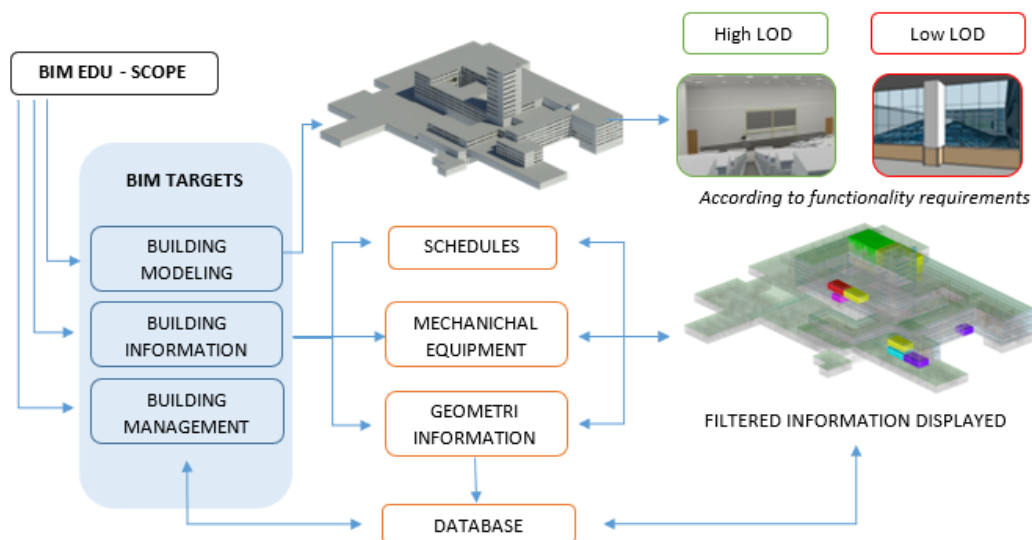 High LOD
Low LOD
BIM EDU - SCOPE
BIM TARGETS
According to functionality requirements
BUILDING
MODELING
SCHEDULES
BUILDING
INFORMATION
MECHANICHAL
EQUIPMENT
BUILDING
MANAGEMENT
GEOMETRI
INFORMATION
FILTERED INFORMATION DISPLAYED
DATABASE